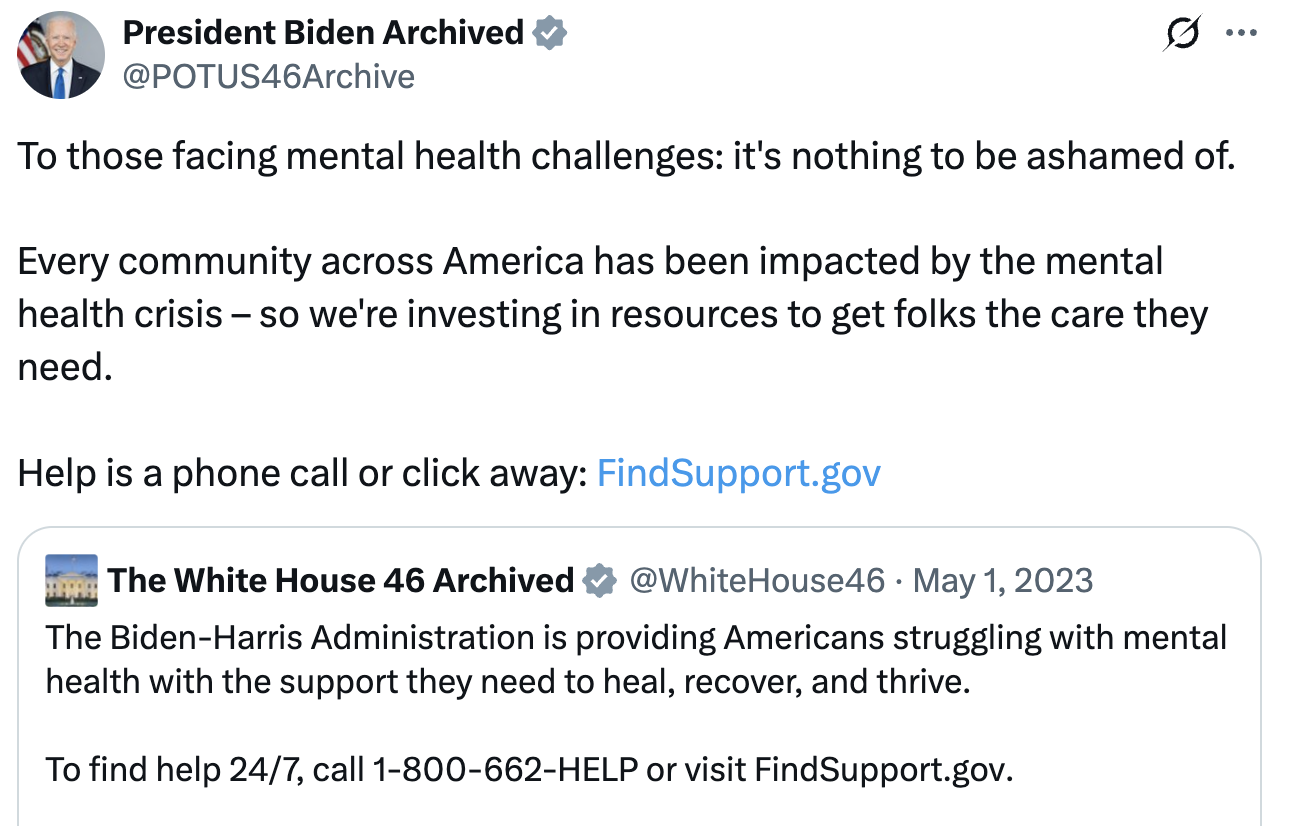 President Biden Archived
@POTUS46Archive
To those facing mental health challenges: it's nothing to be ashamed of.
Every community across America has been impacted by the mental
health crisis – so we're investing in resources to get folks the care they
need.
Help is a phone call or click away: FindSupport.gov
The White House 46 Archived @WhiteHouse46 · May 1, 2023
The Biden-Harris Administration is providing Americans struggling with mental
health with the support they need to heal, recover, and thrive.
To find help 24/7, call 1-800-662-HELP or visit FindSupport.gov.